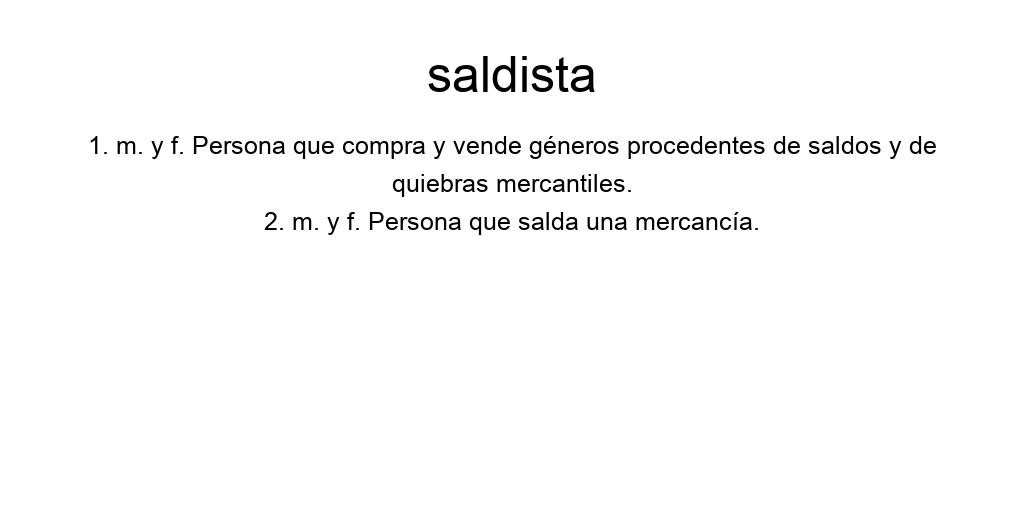 saldista
1. m. y f. Persona que compra y vende géneros procedentes de saldos y de
quiebras mercantiles.
2. m. y f. Persona que salda una mercancía.